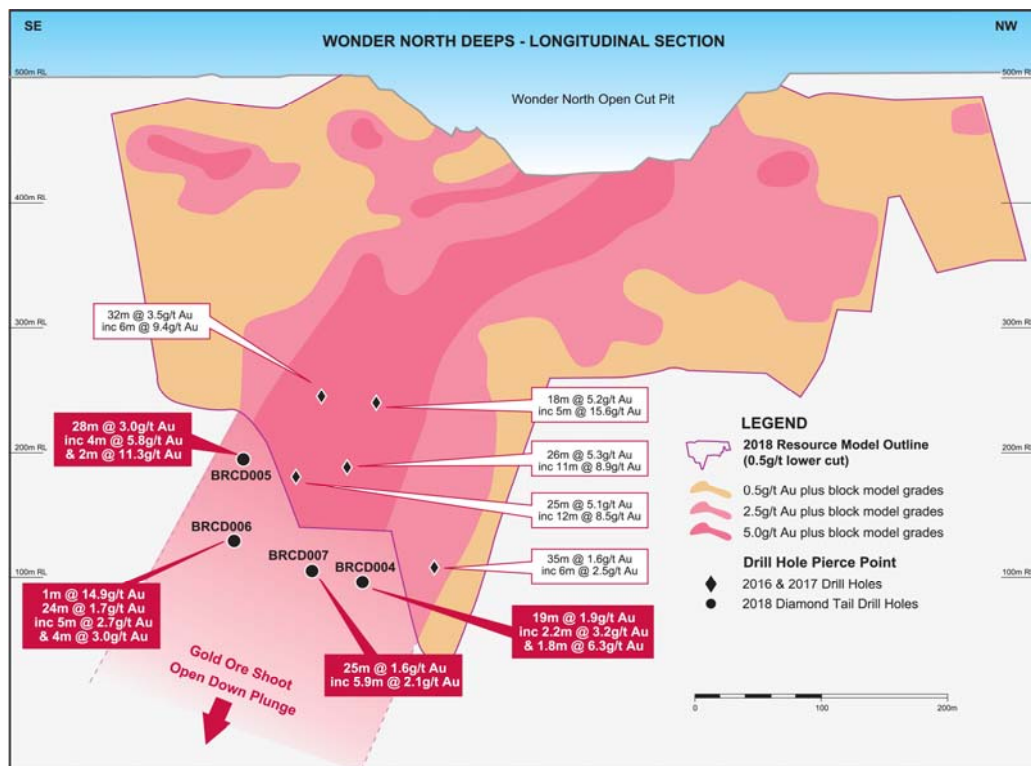 SE
WONDER NORTH DEEPS - LONGITUDINAL SECTION
NW
500m RL
500m RL
Wonder North Open Cut Pit
400m RL
400m RL
300m RL
300m RL
32m @ 3.5g/t Au
inc 6m @ 9.4g/t Au
18m @ 5.2g/t Au
inc 5m @ 15.6g/t Au
28m @ 3.0g/t Au
inc 4m @ 5.8g/t Au
& 2m @ 11.3g/t Au
200m RL
200m RL
BRCD005
26m @ 5.3g/t Au
inc 11m @ 8.9g/t Au
25m @ 5.1g/t Au
inc 12m @ 8.5g/t Au
BRCD006
BRCD007
BRCD004
35m @ 1.6g/t Au
inc 6m @ 2.5g/t Au
100m RL
100m RL
1m @ 14.9g/t Au
24m @ 1.7g/t Au
inc 5m @ 2.7g/t Au
& 4m @ 3.0g/t Au
19m @ 1.9g/t Au
inc 2.2m @ 3.2g/t Au
& 1.8m @ 6.3g/t Au
25m @ 1.6g/t Au
inc 5.9m @ 2.1g/t Au
Gold Ore Shoot
Open Down Plunge
LEGEND
2018 Resource Model Outline
(0.5g/t lower cut)
0.5g/t Au plus block model grades
2.5g/t Au plus block model grades
5.0g/t Au plus block model grades
Drill Hole Pierce Point
2016 & 2017 Drill Holes
2018 Diamond Tail Drill Holes
0 100 200m